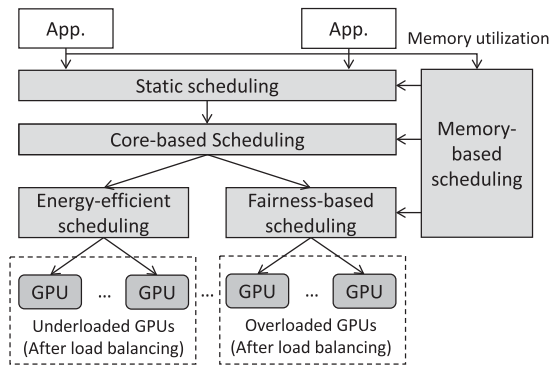 App.
App.
Memory utilization
Static scheduling
Core-based Scheduling
Memory-
based
scheduling
Energy-efficient
scheduling
Fairness-based
scheduling
GPU
...
GPU
...
GPU
...
GPU
Underloaded GPUs
(After load balancing)
Overloaded GPUs
(After load balancing)